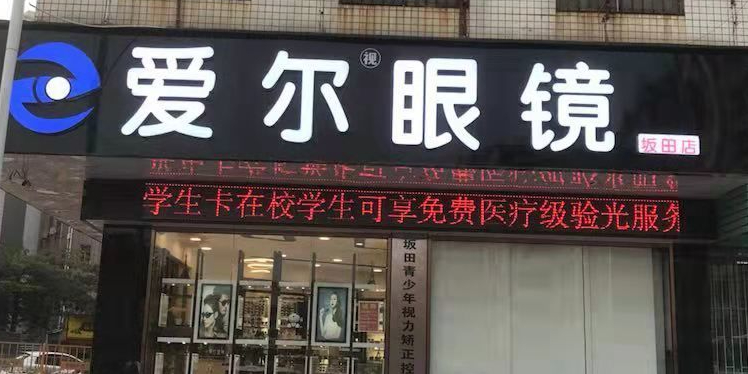 爱尔视眼镜
坂田店
学生卡在校学生可享免费医疗级验光服务
坂田青少年视力矫正控